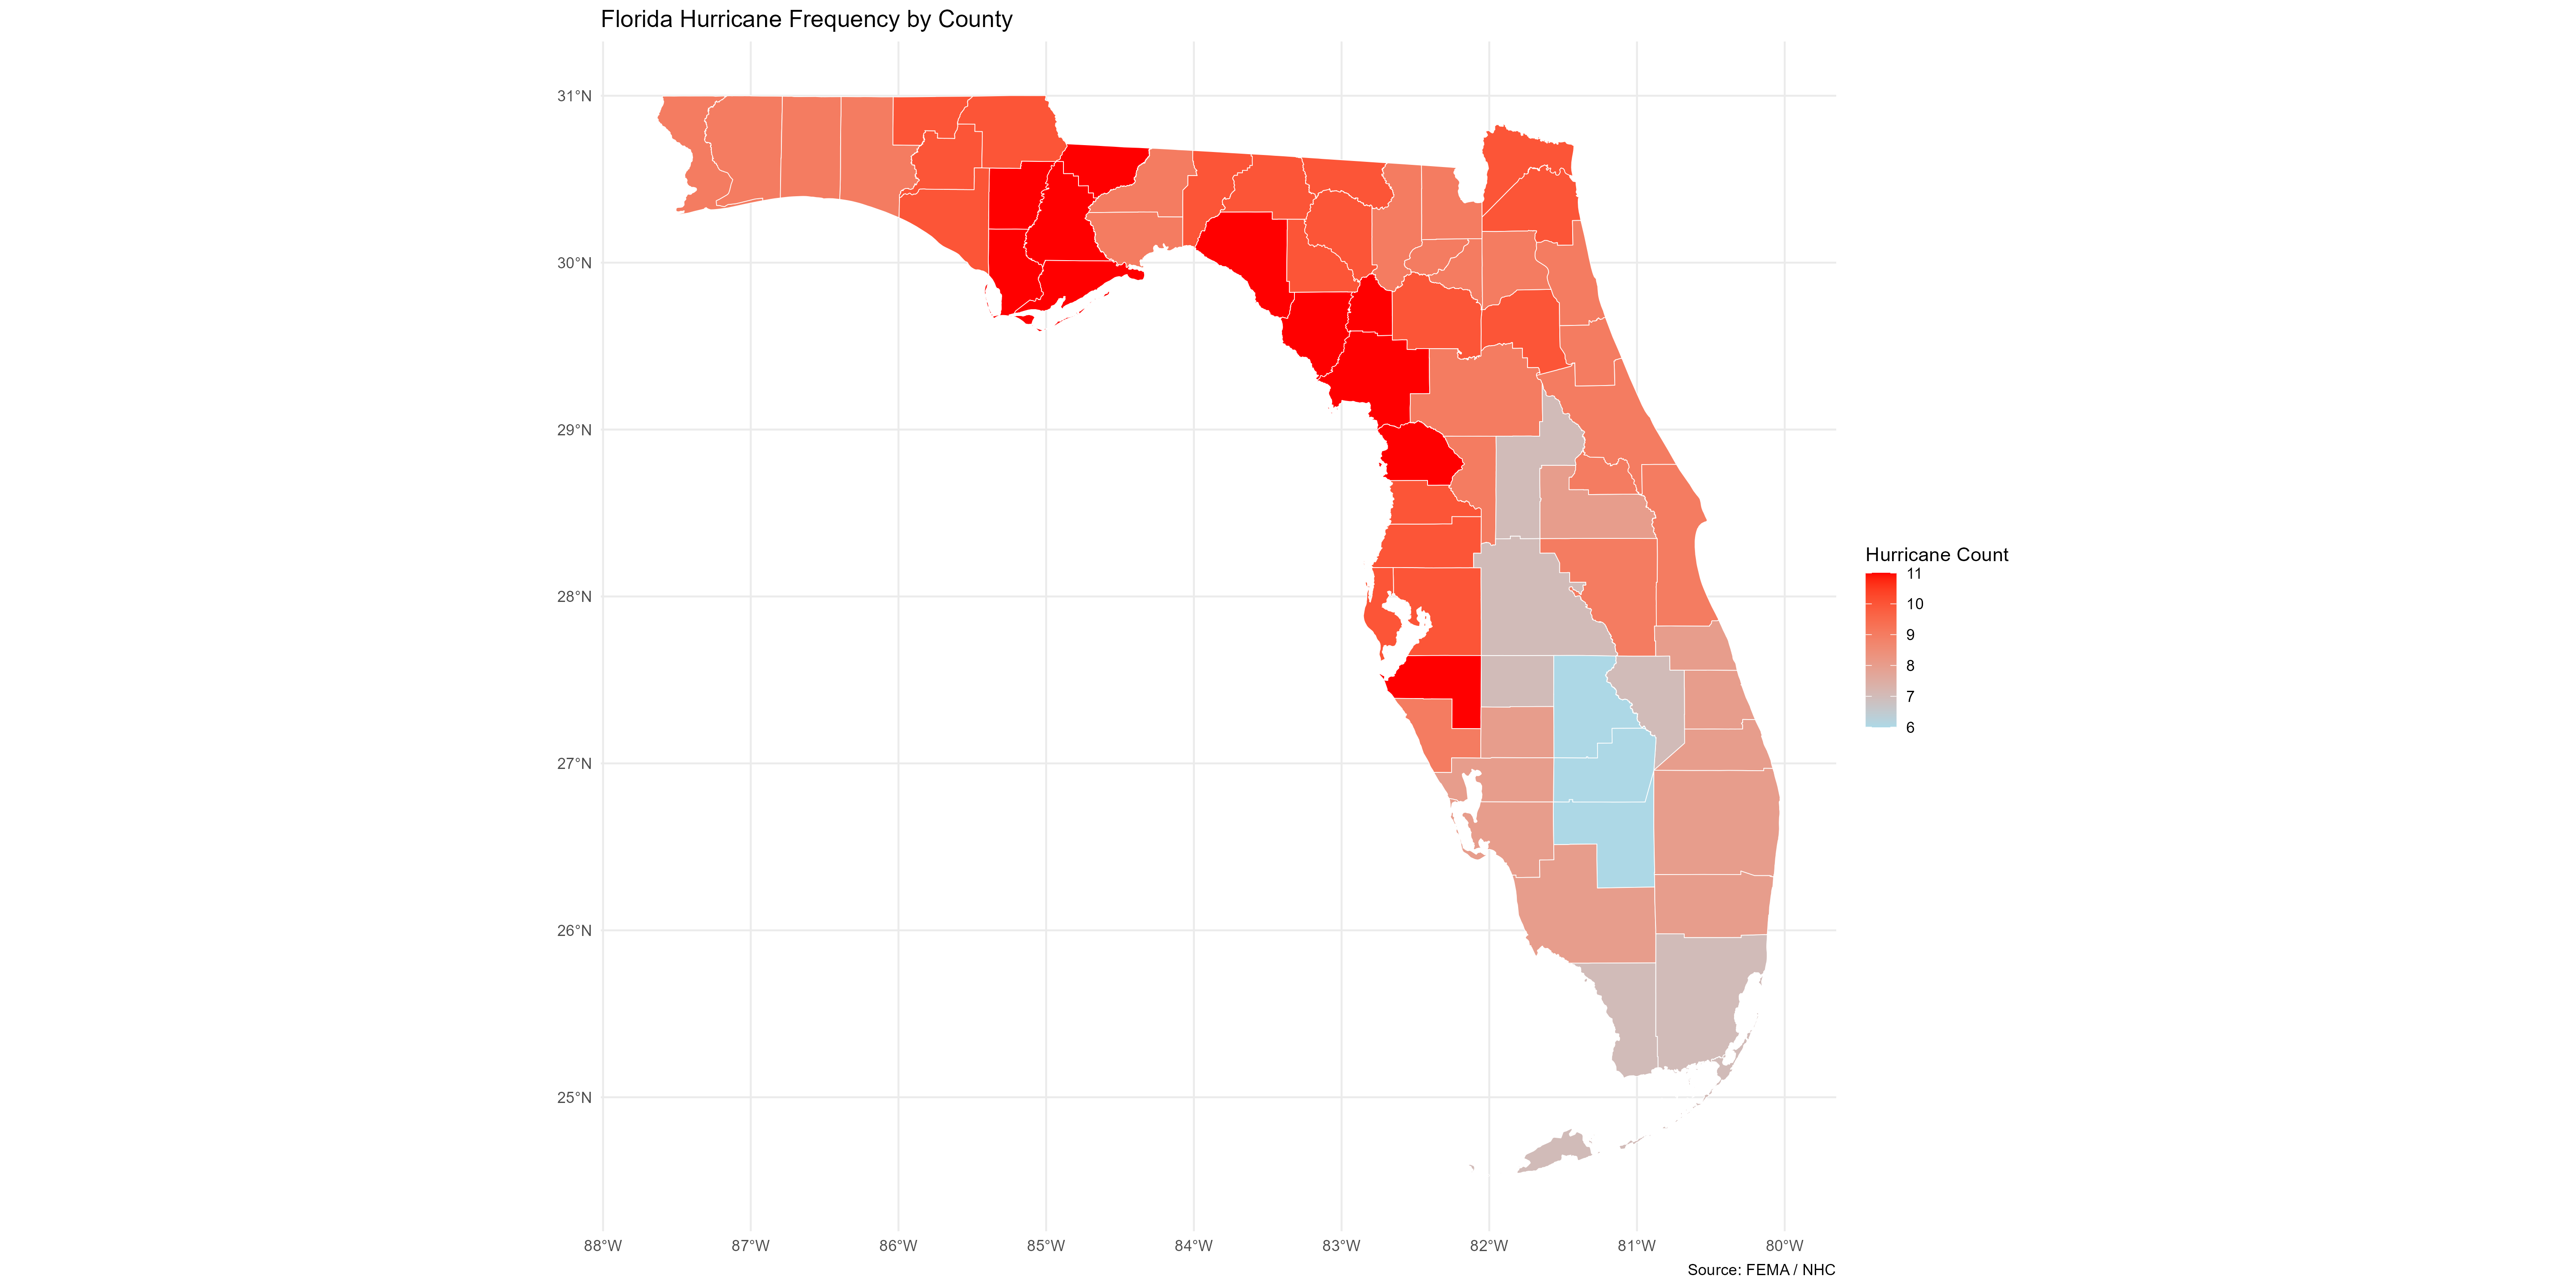 Florida Hurricane Frequency by County
31°N
30°N
29°N
28°N
27°N
26°N
25°N
88°W
87°W
86°W
85°W
84°W
83°W
82°W
81°W
80°W
Hurricane Count
11
10
9
8
7
6
Source: FEMA / NHC